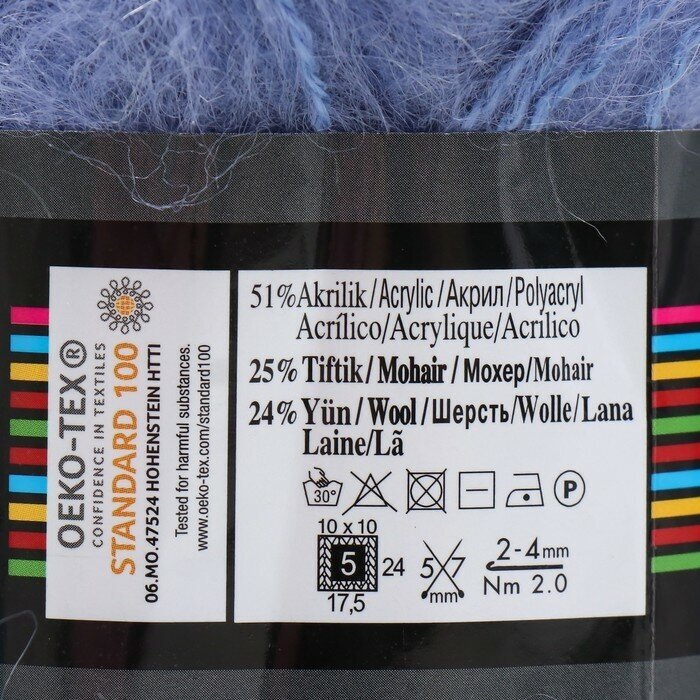 OEKO-TEX®
CONFIDENCE IN TEXTILES
STANDARD 100
06.MO.47524 HOHENSTEIN HTTI
Tested for harmful substances.
www.oeko-tex.com/standard100
51% Akrilik/Acrylic/Акрил/Polyacryl
Acrílico/Acrylique/Acrilico
25% Tiftik/Mohair/Мохер/Mohair
24% Yün/Wool/Шерсть/Wolle/Lana
Laine/Lã
30° P
10 x 10
5 24 5 7 2-4mm
17,5 mm Nm 2.0